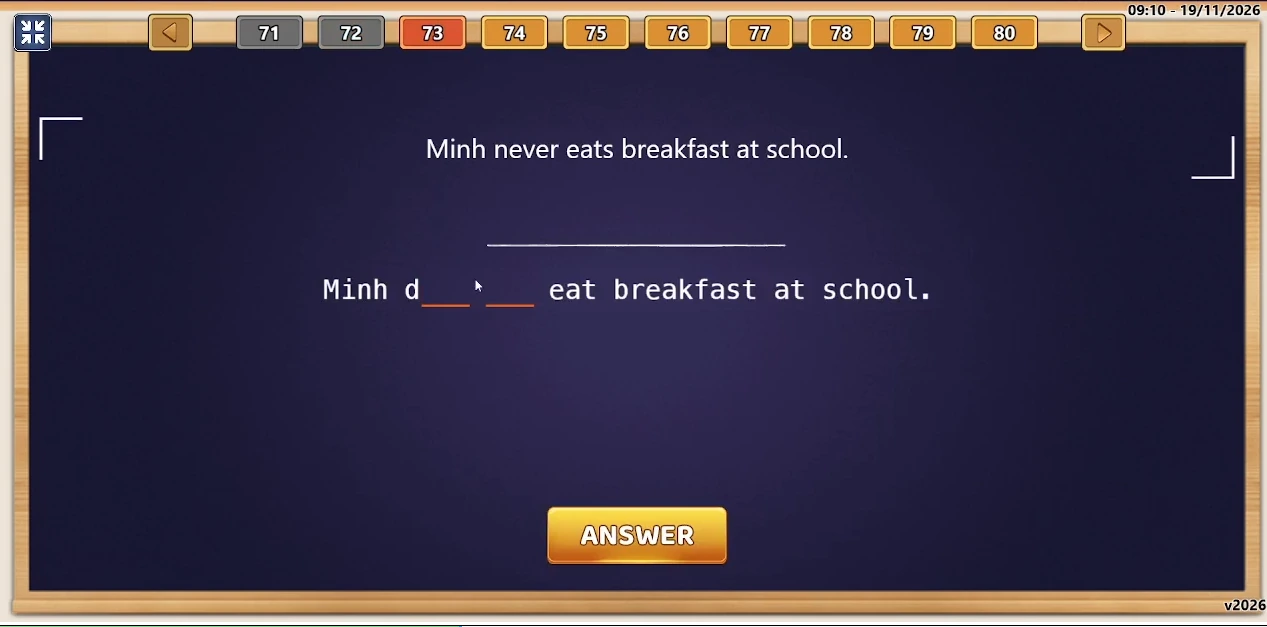 09:10 - 19/11/2026
71 72 73 74 75 76 77 78 79 80
Minh never eats breakfast at school.
Minh d___ ___ eat breakfast at school.
ANSWER
v2026